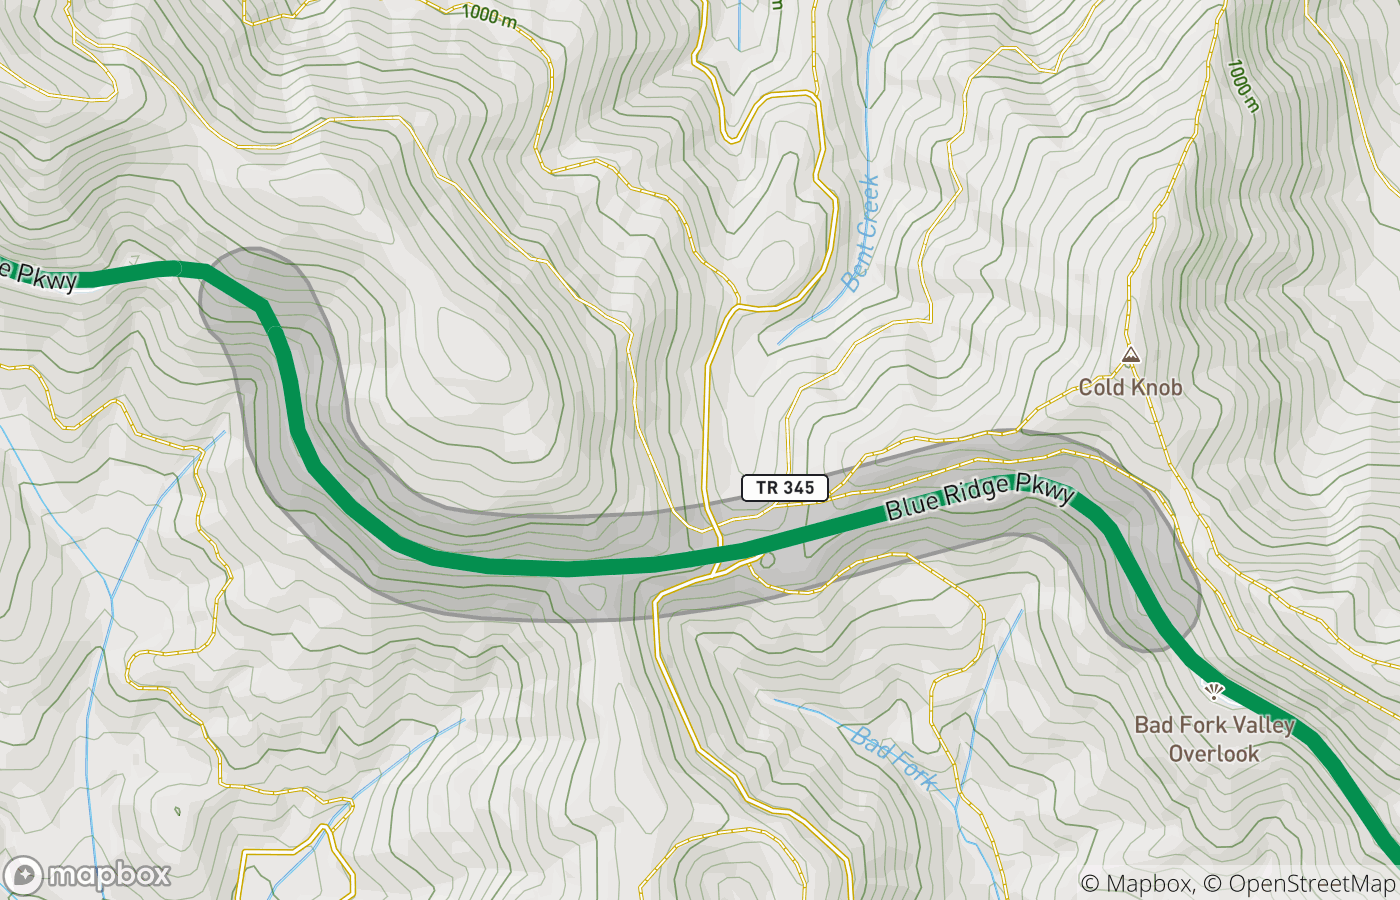 1000 m
m
1000 m
Bent Creek
e Pkwy
Cold Knob
TR 345
Blue Ridge Pkwy
Bad Fork Valley
Overlook
Bad Fork
mapbox
© Mapbox, © OpenStreetMap